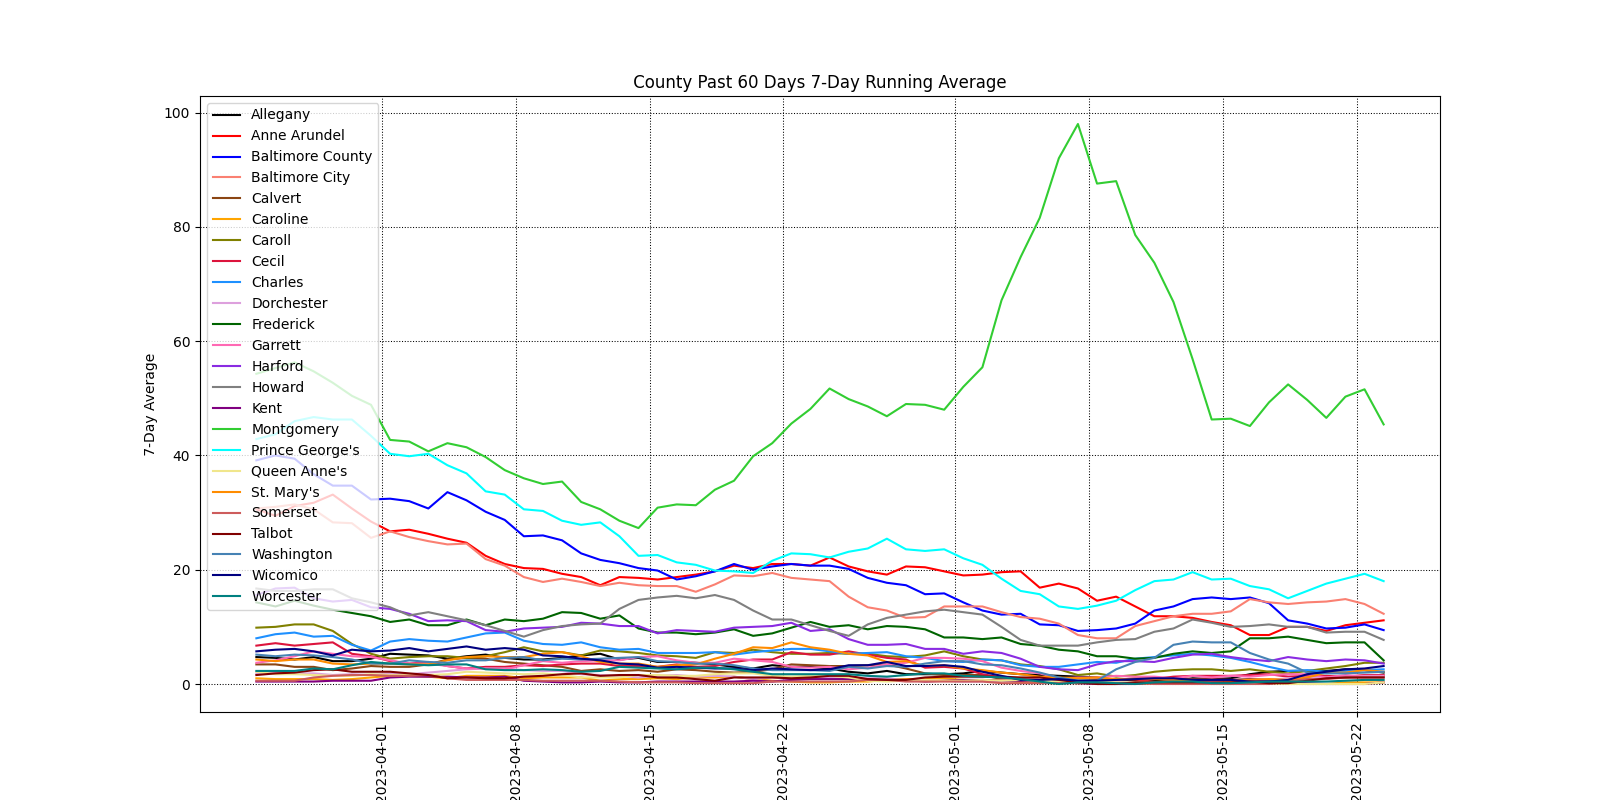 County Past 60 Days 7-Day Running Average
100
80
60
40
20
0
7-Day Average
Allegany
Anne Arundel
Baltimore County
Baltimore City
Calvert
Caroline
Caroll
Cecil
Charles
Dorchester
Frederick
Garrett
Harford
Howard
Kent
Montgomery
Prince George's
Queen Anne's
St. Mary's
Somerset
Talbot
Washington
Wicomico
Worcester
2023-04-01
2023-04-08
2023-04-15
2023-04-22
2023-05-01
2023-05-08
2023-05-15
2023-05-22